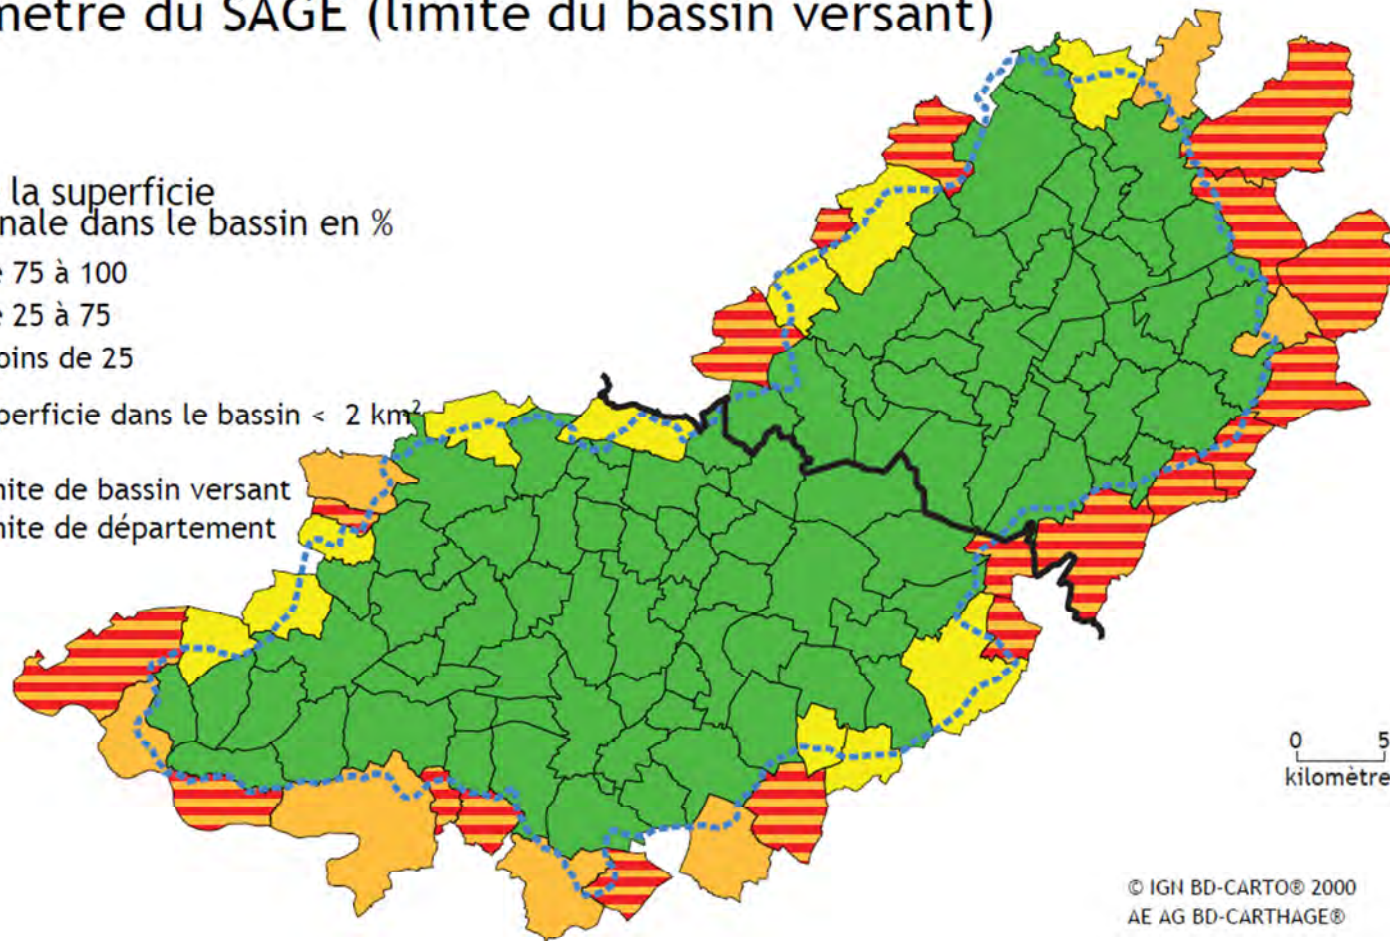 mètre du SAGE (limite du bassin versant)
la superficie
nale dans le bassin en %
75 à 100
25 à 75
oins de 25
perficie dans le bassin < 2 km²
ite de bassin versant
ite de département
0 5
kilomètre
© IGN BD-CARTO® 2000
AE AG BD-CARTHAGE®